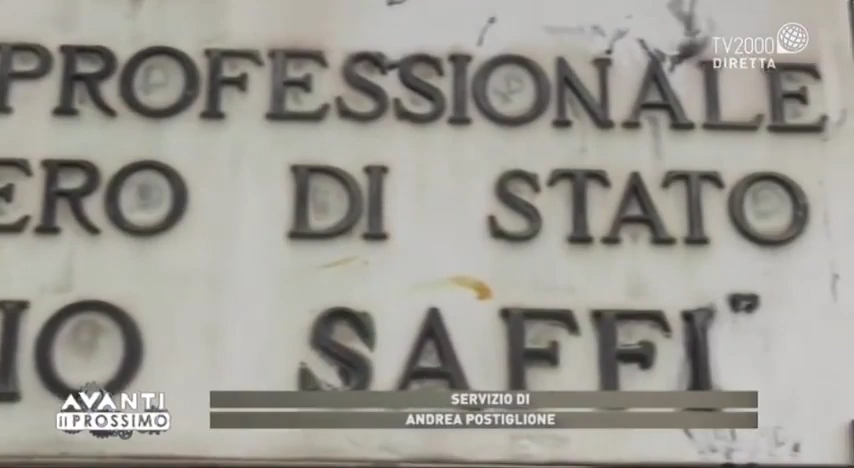 TV2000
DIRETTA
PROFESSIONALE
ERO DI STATO
IO SAFFI"
AVANTI
IL PROSSIMO
SERVIZIO DI
ANDREA POSTIGLIONE